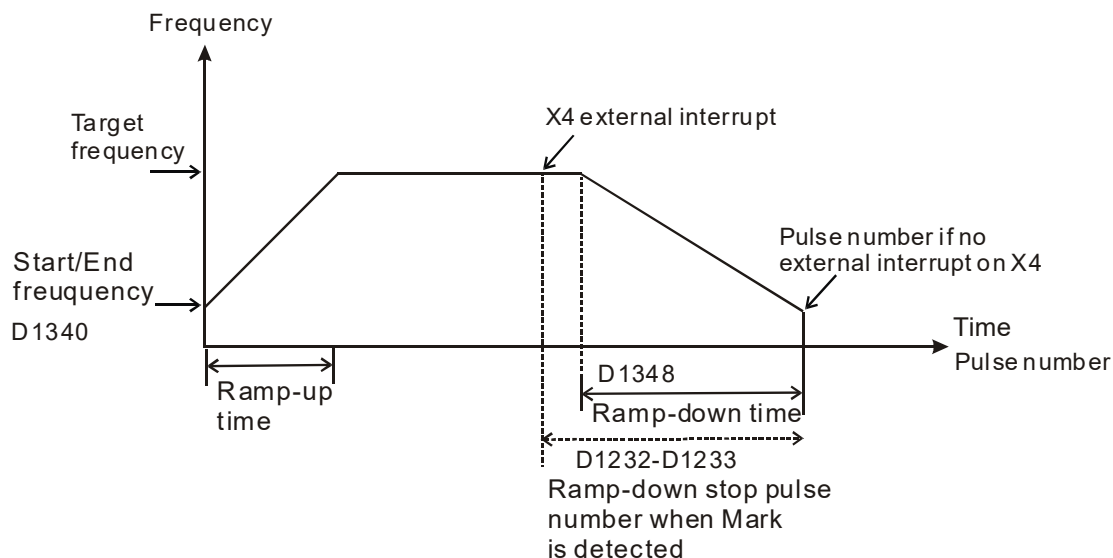 Frequency
Target
frequency
X4 external interrupt
Pulse number if no
external interrupt on X4
Start/End
freuquency
D1340
Time
Pulse number
Ramp-up
time
D1348
Ramp-down time
D1232-D1233
Ramp-down stop pulse
number when Mark
is detected